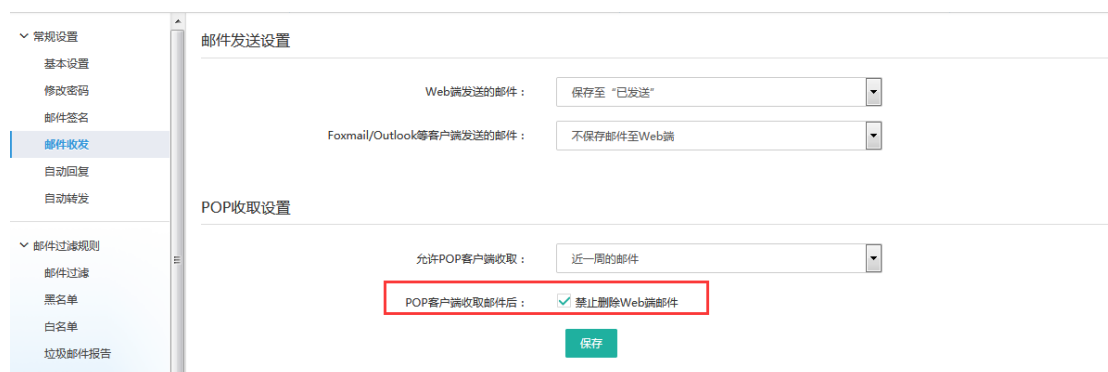 常规设置
基本设置
修改密码
邮件签名
邮件收发
自动回复
自动转发
邮件过滤规则
邮件过滤
黑名单
白名单
垃圾邮件报告
邮件发送设置
Web端发送的邮件： 保存至“已发送”
Foxmail/Outlook等客户端发送的邮件： 不保存邮件至Web端
POP收取设置
允许POP客户端收取： 近一周的邮件
POP客户端收取邮件后： 禁止删除Web端邮件
保存